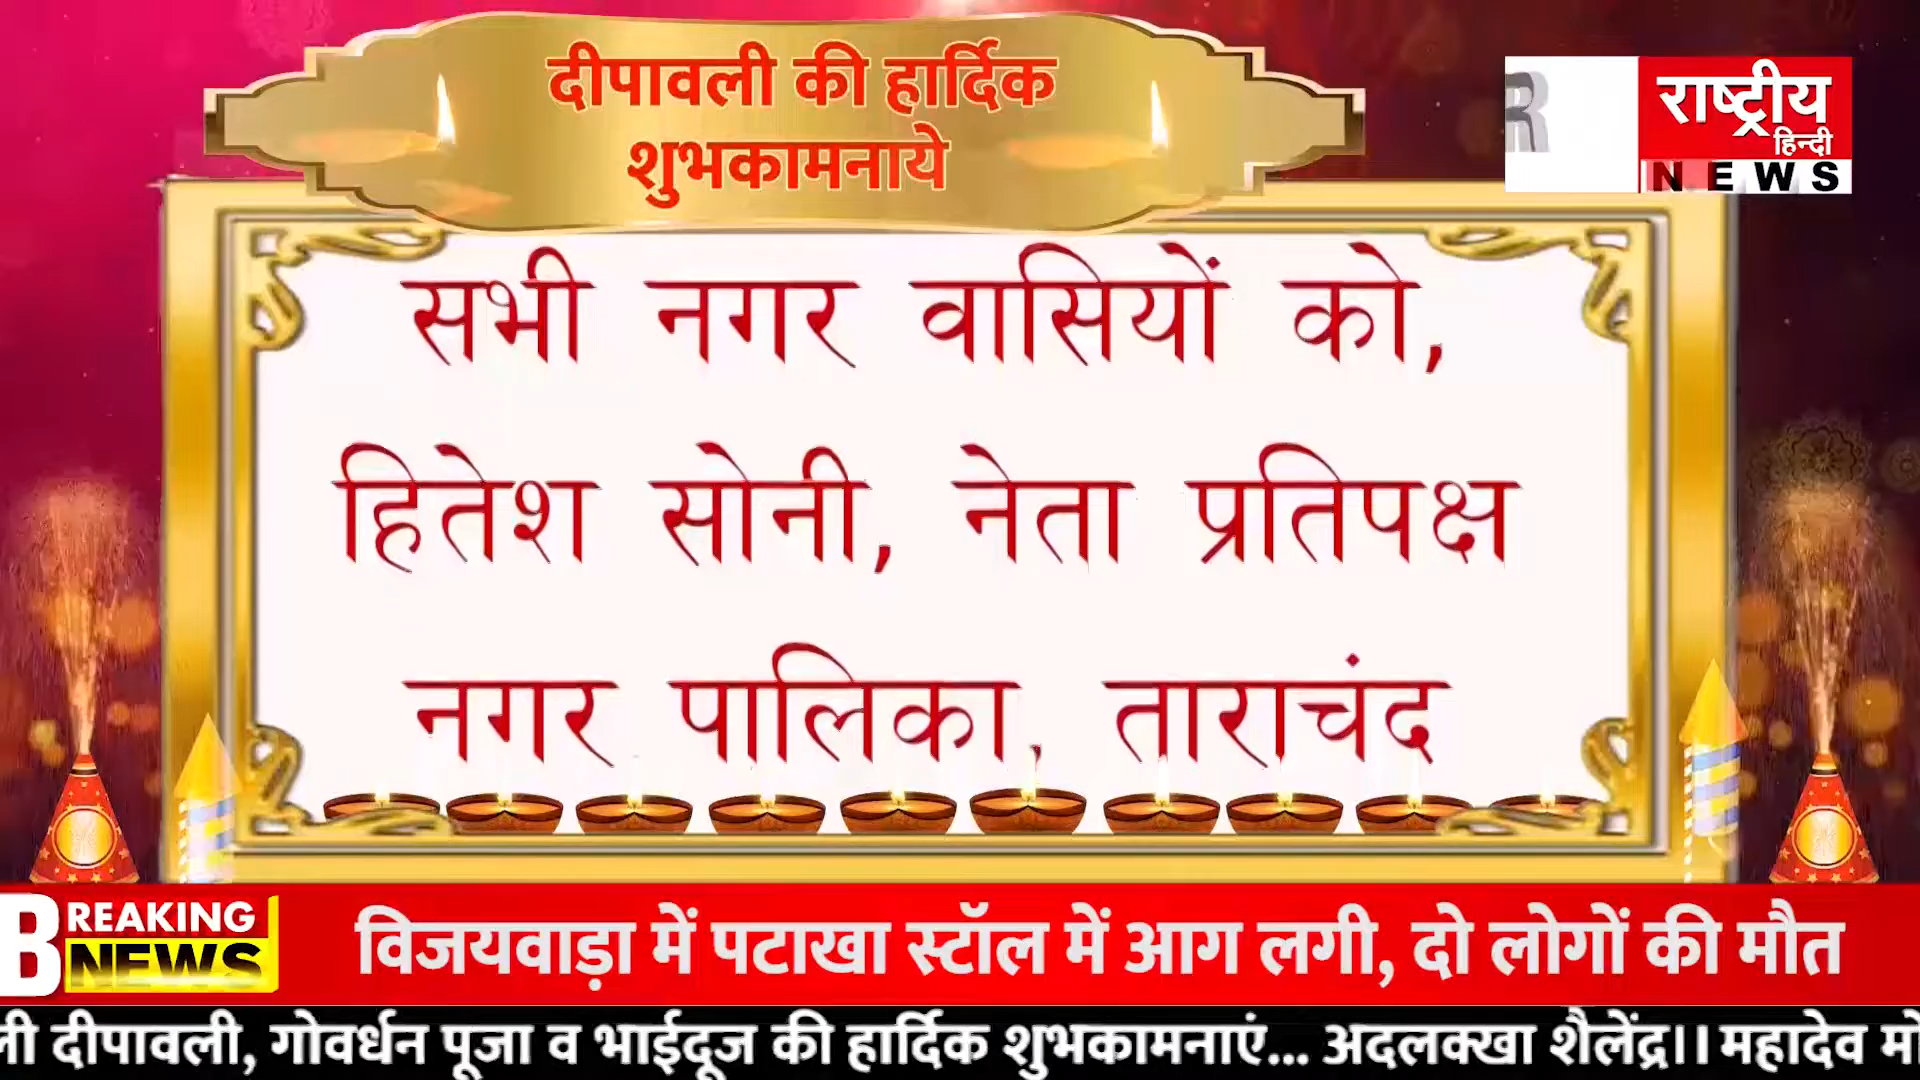 दीपावली की हार्दिक
शुभकामनाये
राष्ट्रीय
हिन्दी
NEWS
सभी नगर वासियों को,
हितेश सोनी, नेता प्रतिपक्ष
नगर पालिका, ताराचंद
BREAKING
NEWS
विजयवाड़ा में पटाखा स्टॉल में आग लगी, दो लोगों की मौत
दीपावली, गोवर्धन पूजा व भाईदूज की हार्दिक शुभकामनाएं... अदलक्खा शैलेंद्र।। महादेव